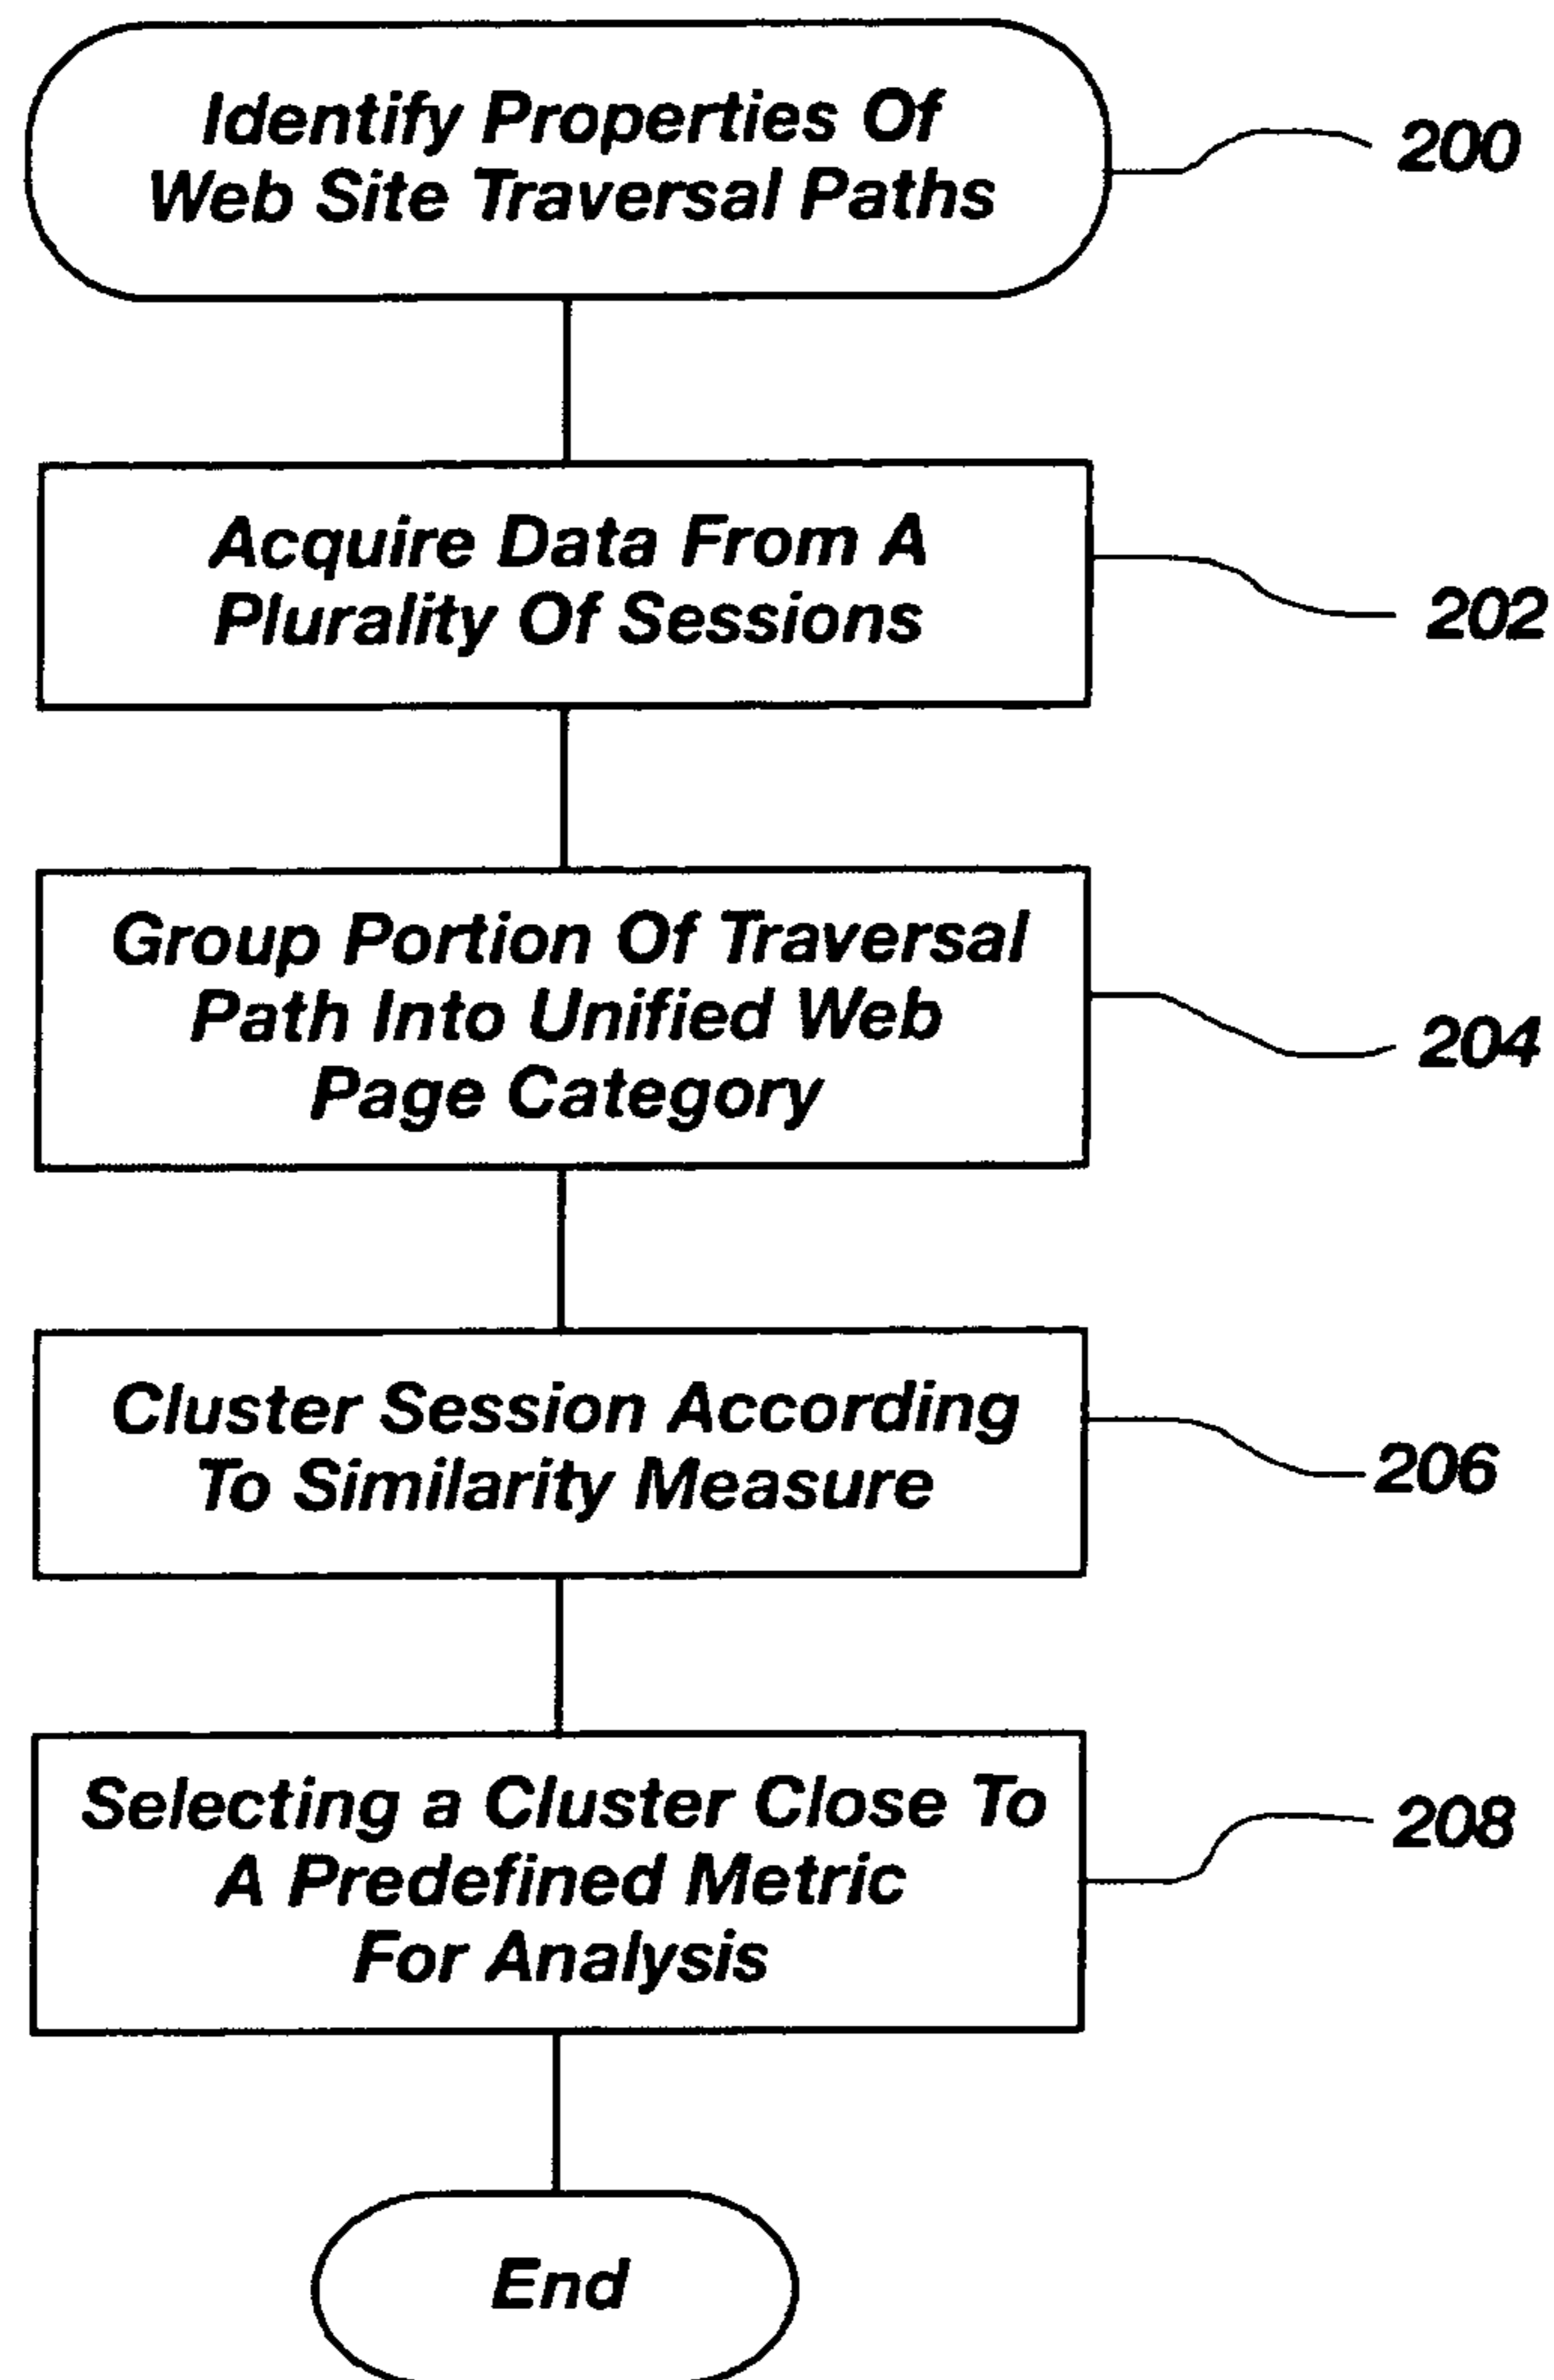 Identify Properties Of
Web Site Traversal Paths
200
Acquire Data From A
Plurality Of Sessions
202
Group Portion Of Traversal
Path Into Unified Web
Page Category
204
Cluster Session According
To Similarity Measure
206
Selecting a Cluster Close To
A Predefined Metric
For Analysis
208
End